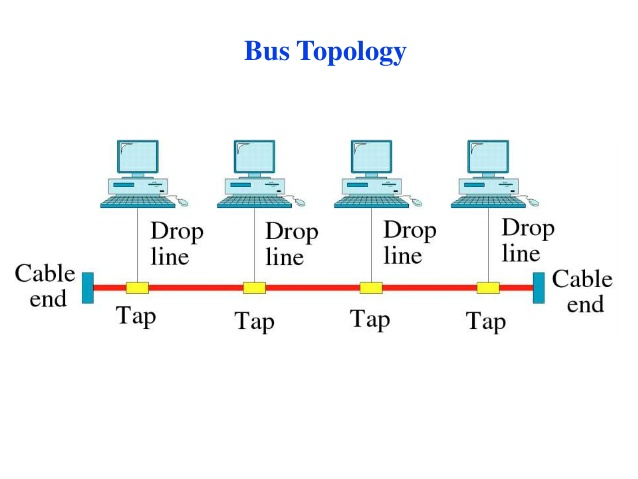 Bus Topology
Drop
line
Drop
line
Drop
line
Drop
line
Cable
end
Cable
end
Tap
Tap
Tap
Tap